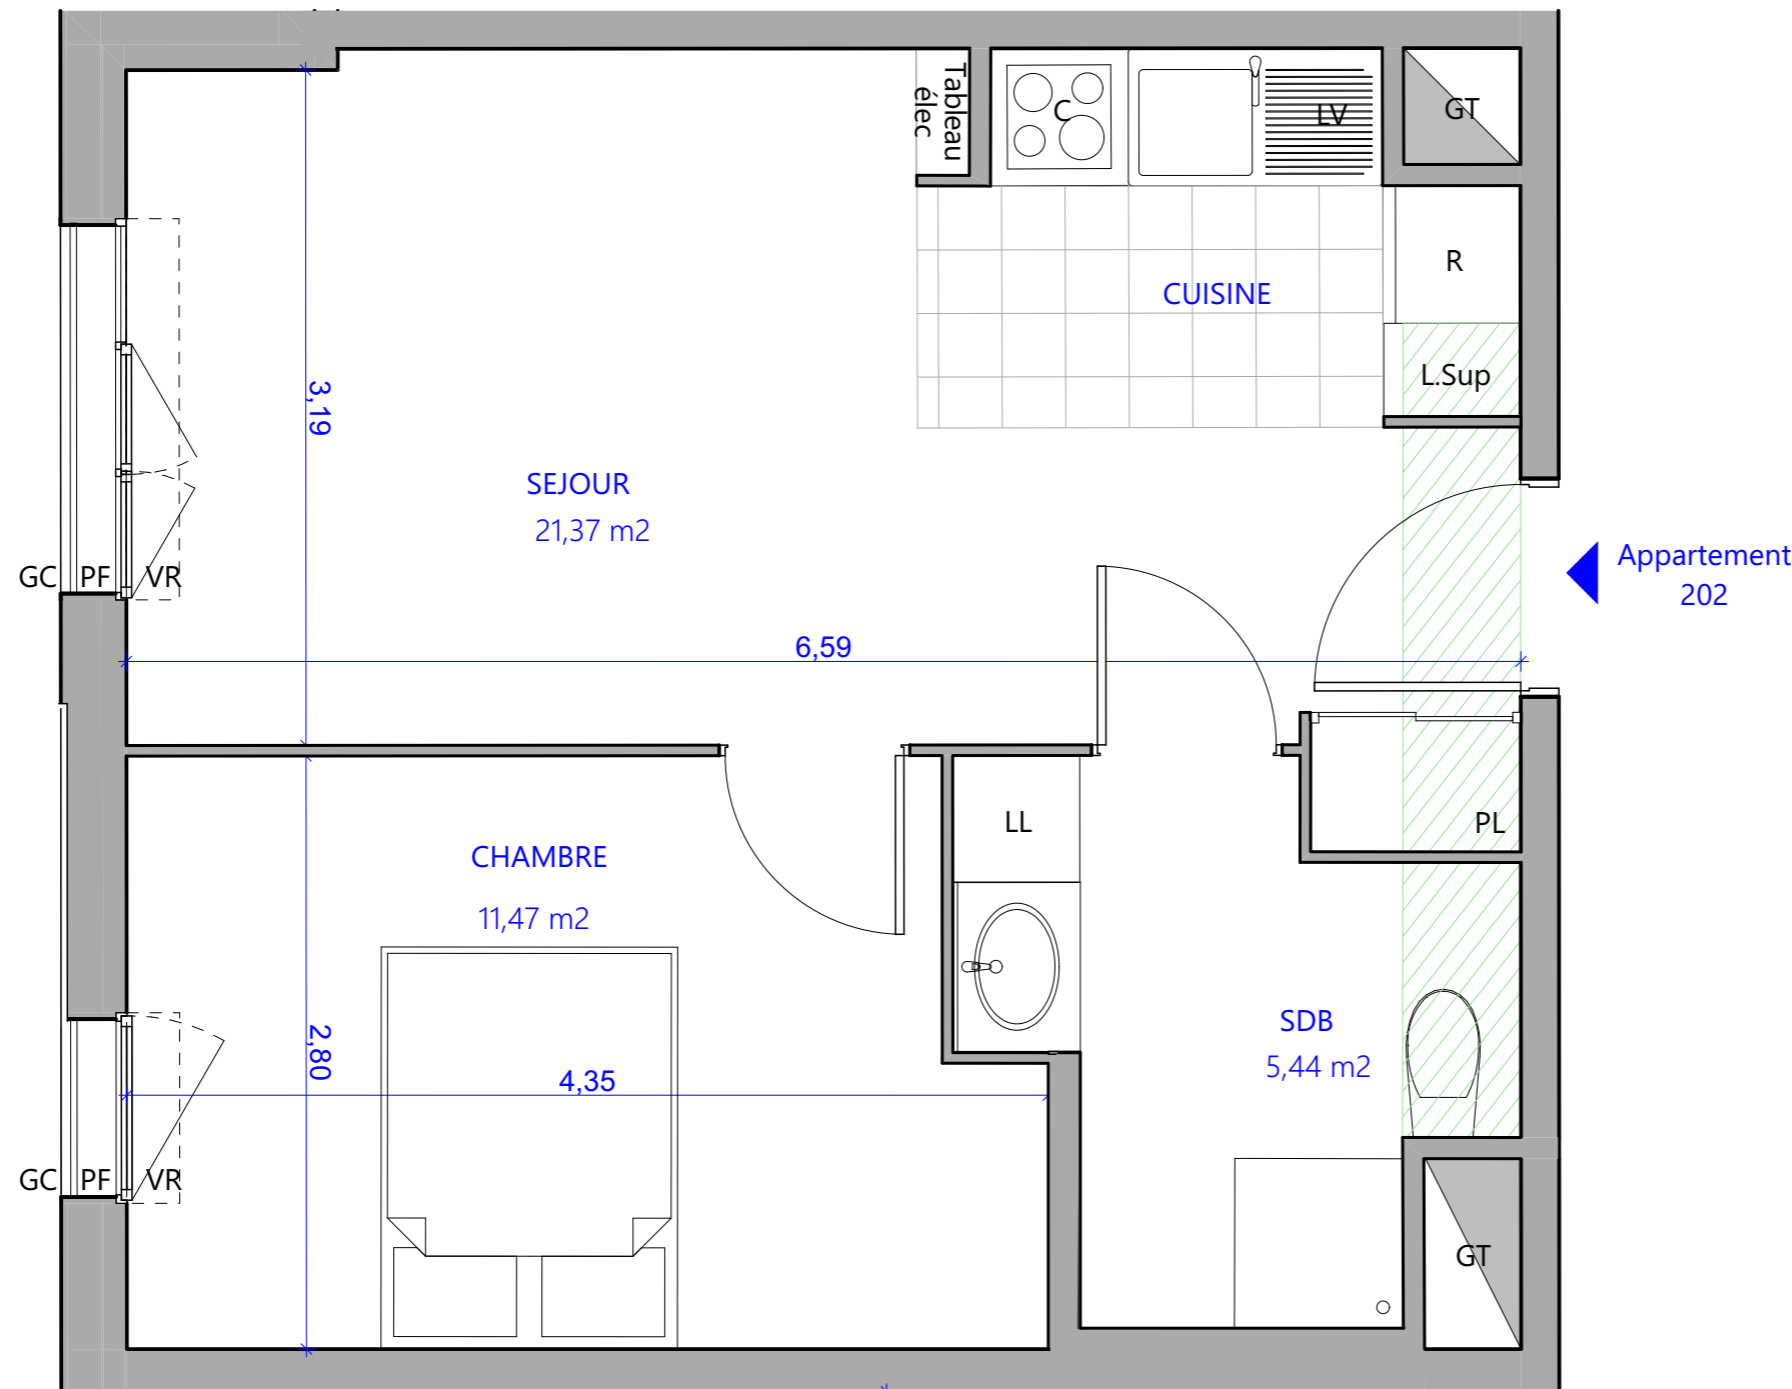 Tableau
élec
C
LV
GT
R
CUISINE
L.Sup
3,19
SEJOUR
21,37 m2
GC PF VR
Appartement
202
6,59
LL
PL
CHAMBRE
11,47 m2
SDB
5,44 m2
2,80
4,35
GC PF VR
GT